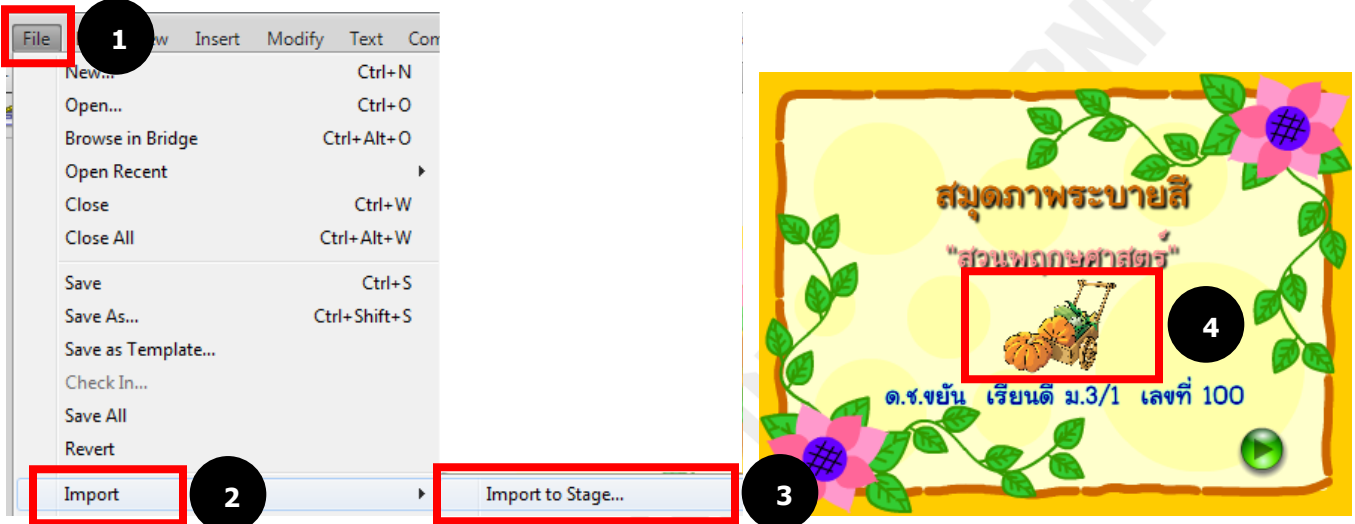 File 1 ew Insert Modify Text Com
New... Ctrl+N
Open... Ctrl+O
Browse in Bridge Ctrl+Alt+O
Open Recent
Close Ctrl+W
Close All Ctrl+Alt+W
Save Ctrl+S
Save As... Ctrl+Shift+S
Save as Template...
Check In...
Save All
Revert
Import 2 Import to Stage... 3
สมุดภาพระบายสี
"สวนพฤกษศาสตร์"
4
ด.ช.ขยัน เรียนดี ม.3/1 เลขที่ 100